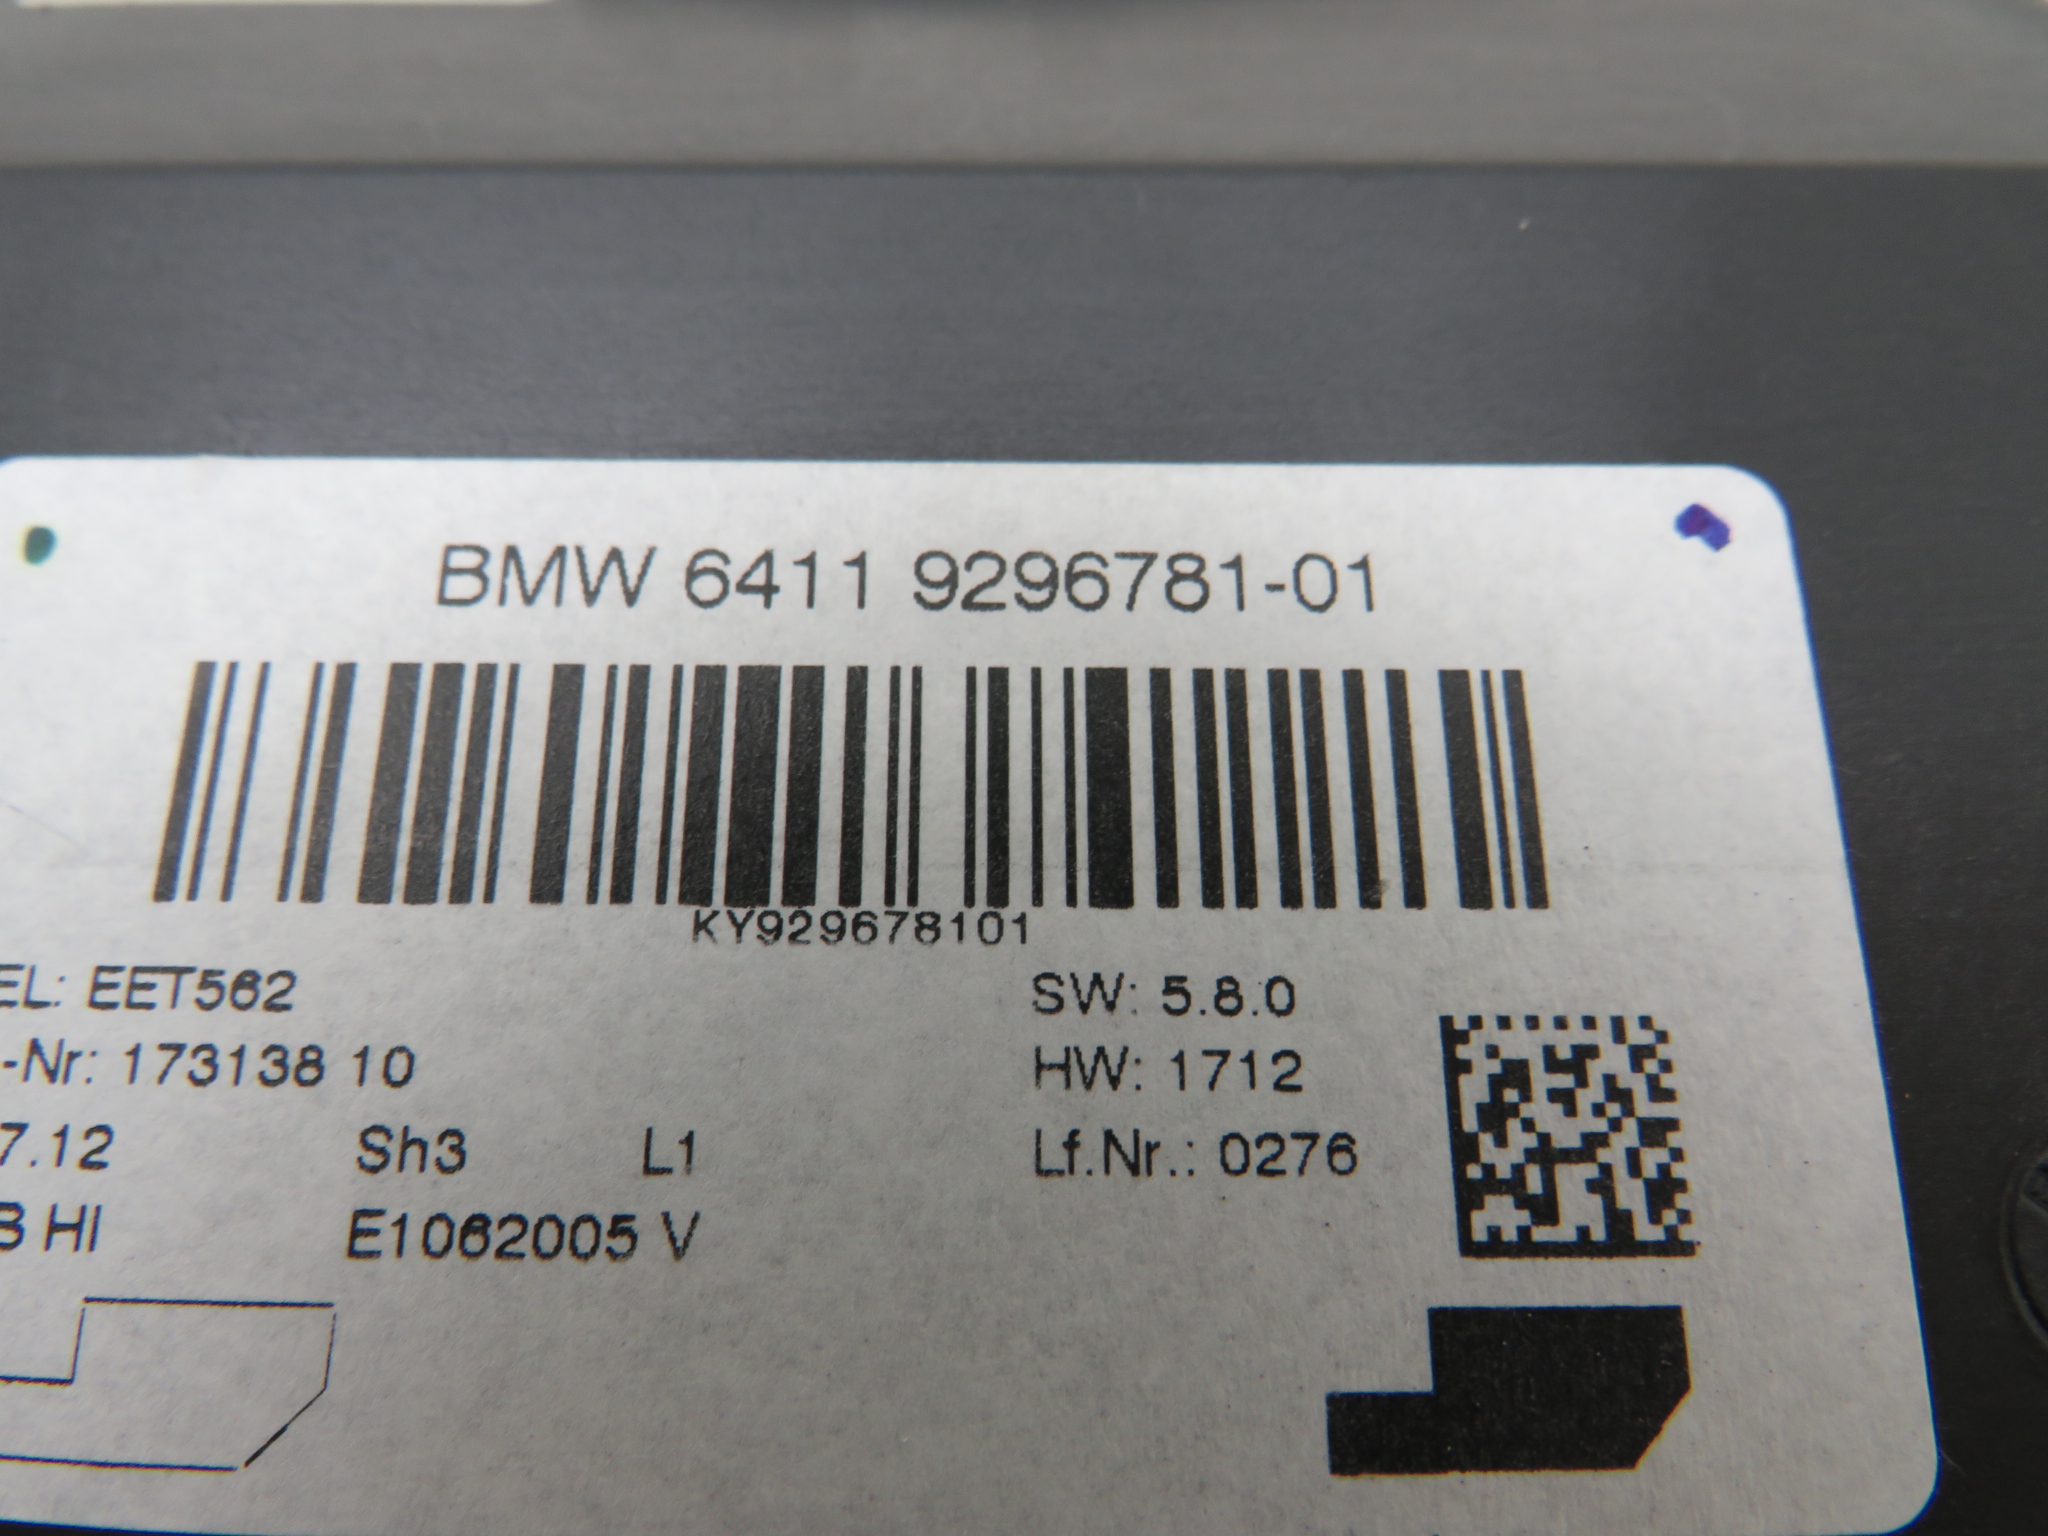 BMW 6411 9296781-01
KY929678101
EL: EET562
SW: 5.8.0
-Nr: 173138 10
HW: 1712
7.12 Sh3 L1
Lf.Nr.: 0276
B HI E1062005 V